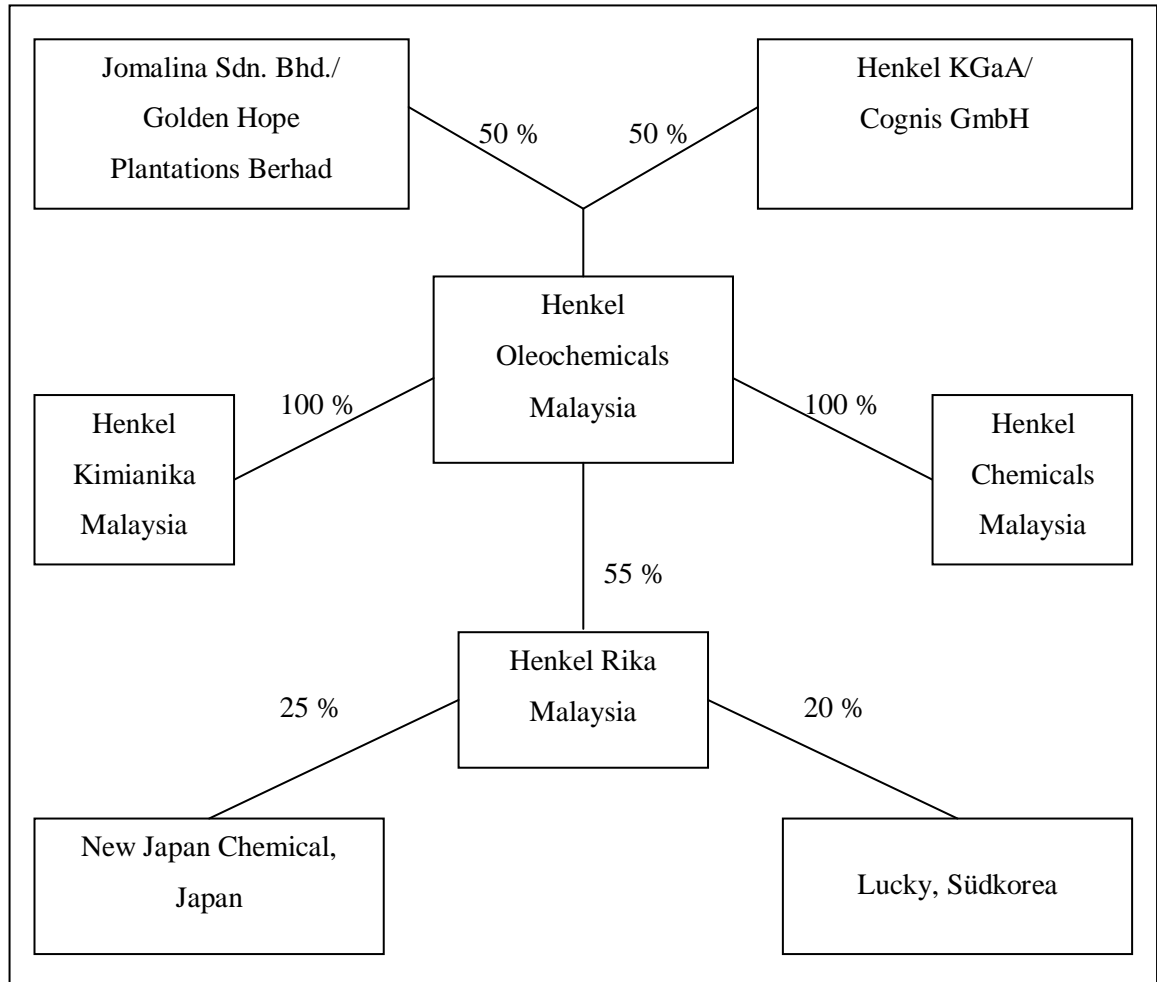 Jomalina Sdn. Bhd./
Golden Hope
Plantations Berhad
Henkel KGaA/
Cognis GmbH
50 %
50 %
Henkel
Oleochemicals
Malaysia
100 %
100 %
Henkel
Kimianika
Malaysia
Henkel
Chemicals
Malaysia
55 %
Henkel Rika
Malaysia
25 %
20 %
New Japan Chemical,
Japan
Lucky, Südkorea